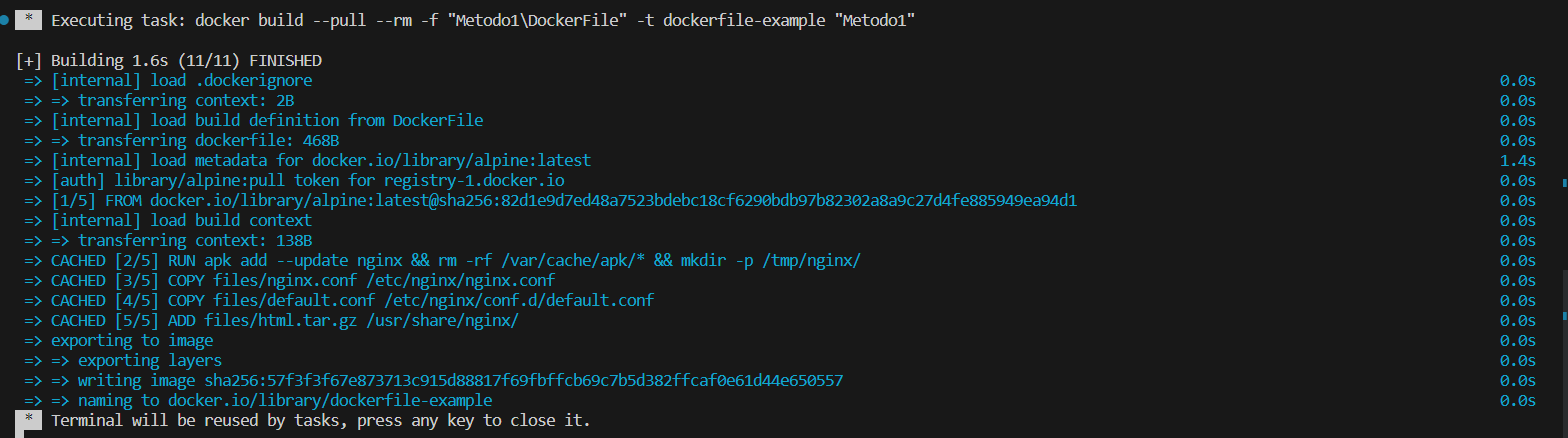 * Executing task: docker build --pull --rm -f "Metodo1\DockerFile" -t dockerfile-example "Metodo1"
[+] Building 1.6s (11/11) FINISHED
=> [internal] load .dockerignore 0.0s
=> => transferring context: 2B 0.0s
=> [internal] load build definition from DockerFile 0.0s
=> => transferring dockerfile: 468B 0.0s
=> [internal] load metadata for docker.io/library/alpine:latest 1.4s
=> [auth] library/alpine:pull token for registry-1.docker.io 0.0s
=> [1/5] FROM docker.io/library/alpine:latest@sha256:82d1e9d7ed48a7523bdebc18cf6290bdb97b82302a8a9c27d4fe885949ea94d1 0.0s
=> [internal] load build context 0.0s
=> => transferring context: 138B 0.0s
=> CACHED [2/5] RUN apk add --update nginx && rm -rf /var/cache/apk/* && mkdir -p /tmp/nginx/ 0.0s
=> CACHED [3/5] COPY files/nginx.conf /etc/nginx/nginx.conf 0.0s
=> CACHED [4/5] COPY files/default.conf /etc/nginx/conf.d/default.conf 0.0s
=> CACHED [5/5] ADD files/html.tar.gz /usr/share/nginx/ 0.0s
=> exporting to image 0.0s
=> => exporting layers 0.0s
=> => writing image sha256:57f3f3f67e873713c915d88817f69fbffcb69c7b5d382ffcaf0e61d44e650557 0.0s
=> => naming to docker.io/library/dockerfile-example 0.0s
* Terminal will be reused by tasks, press any key to close it.